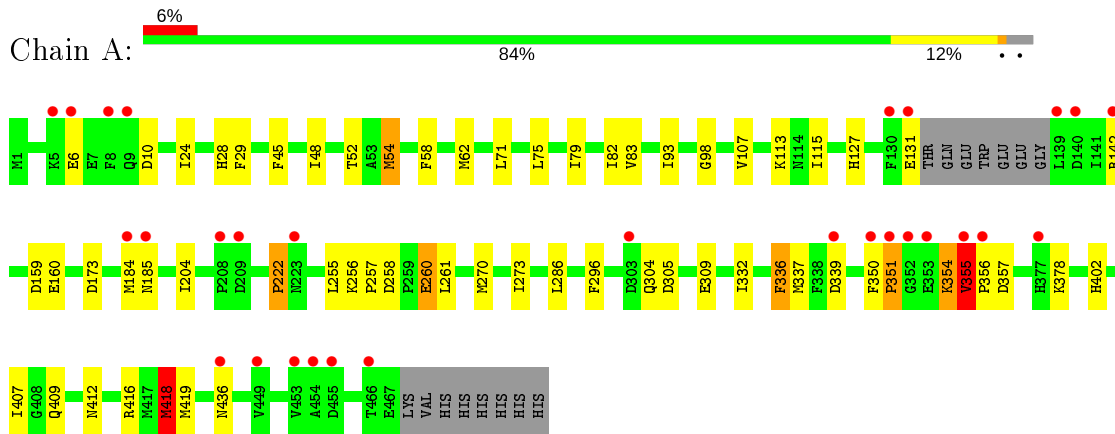 6%
Chain A:
84% 12% • •
M1 K5 E6 E7 F8 Q9 D10 I24 H28 F29 F45 I48 T52 A53 M54 F58 M62 L71 L75 I79 I82 V83 I93 G98 V107 K113 N114 I115 H127 F130 E131 THR GLN GLU TRP GLU GLU GLY L139 D140 I141 R142
D159 E160 D173 M184 N185 I204 P208 D209 P222 N223 L255 K256 P257 D258 P259 E260 L261 M270 I273 L286 F296 D303 Q304 D305 E309 I332 F336 M337 F338 D339 F350 P351 G352 E353 K354 V355 P356 D357 H377 K378 H402
I407 G408 Q409 N412 R416 M417 M418 M419 N436 V449 V453 A454 D455 T466 E467 LYS VAL HIS HIS HIS HIS HIS HIS